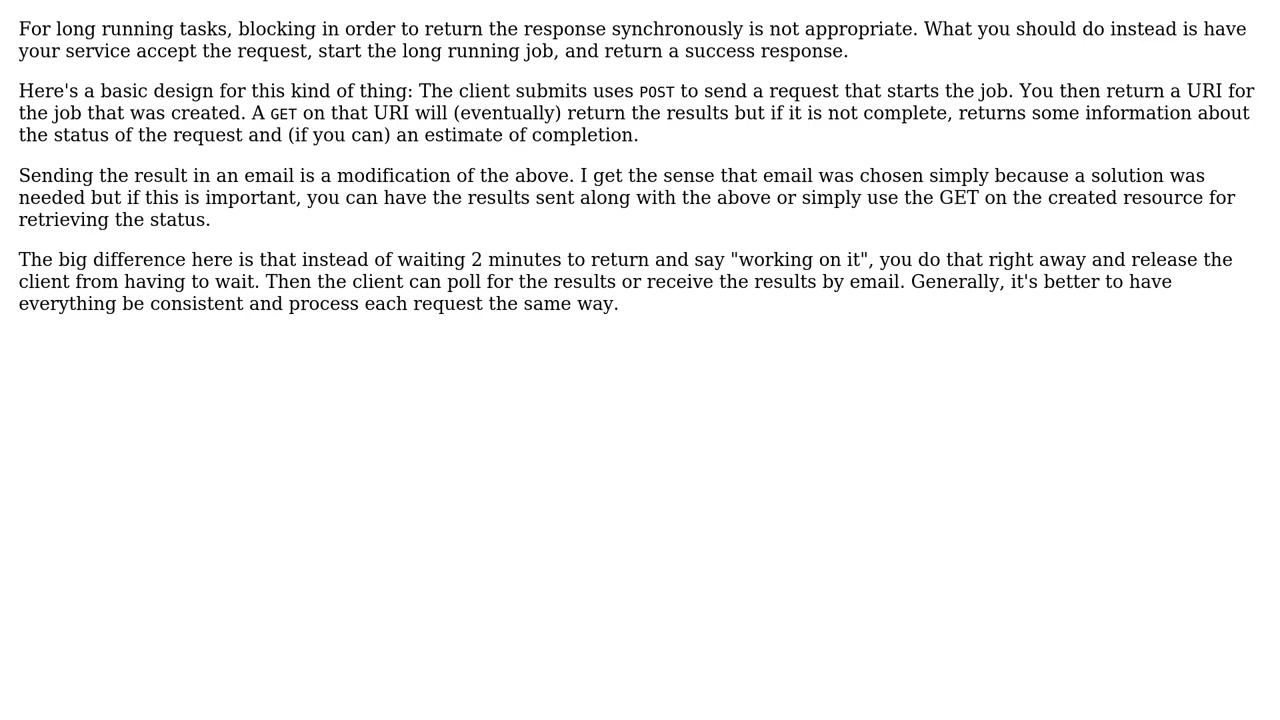 For long running tasks, blocking in order to return the response synchronously is not appropriate. What you should do instead is have
your service accept the request, start the long running job, and return a success response.
Here's a basic design for this kind of thing: The client submits uses POST to send a request that starts the job. You then return a URI for
the job that was created. A GET on that URI will (eventually) return the results but if it is not complete, returns some information about
the status of the request and (if you can) an estimate of completion.
Sending the result in an email is a modification of the above. I get the sense that email was chosen simply because a solution was
needed but if this is important, you can have the results sent along with the above or simply use the GET on the created resource for
retrieving the status.
The big difference here is that instead of waiting 2 minutes to return and say "working on it", you do that right away and release the
client from having to wait. Then the client can poll for the results or receive the results by email. Generally, it's better to have
everything be consistent and process each request the same way.